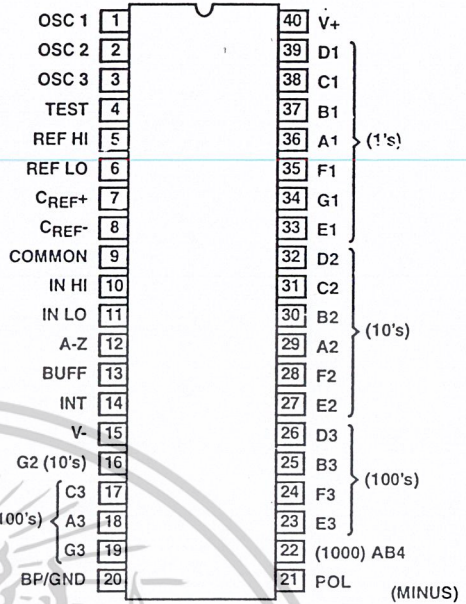 OSC 1 1 40 V+
OSC 2 2 39 D1
OSC 3 3 38 C1
TEST 4 37 B1
REF HI 5 36 A1 (1's)
REF LO 6 35 F1
CREF+ 7 34 G1
CREF- 8 33 E1
COMMON 9 32 D2
IN HI 10 31 C2
IN LO 11 30 B2 (10's)
A-Z 12 29 A2
BUFF 13 28 F2
INT 14 27 E2
V- 15 26 D3
G2 (10's) 16 25 B3 (100's)
C3 17 24 F3
100's) A3 18 23 E3
G3 19 22 (1000) AB4
BP/GND 20 21 POL
(MINUS)